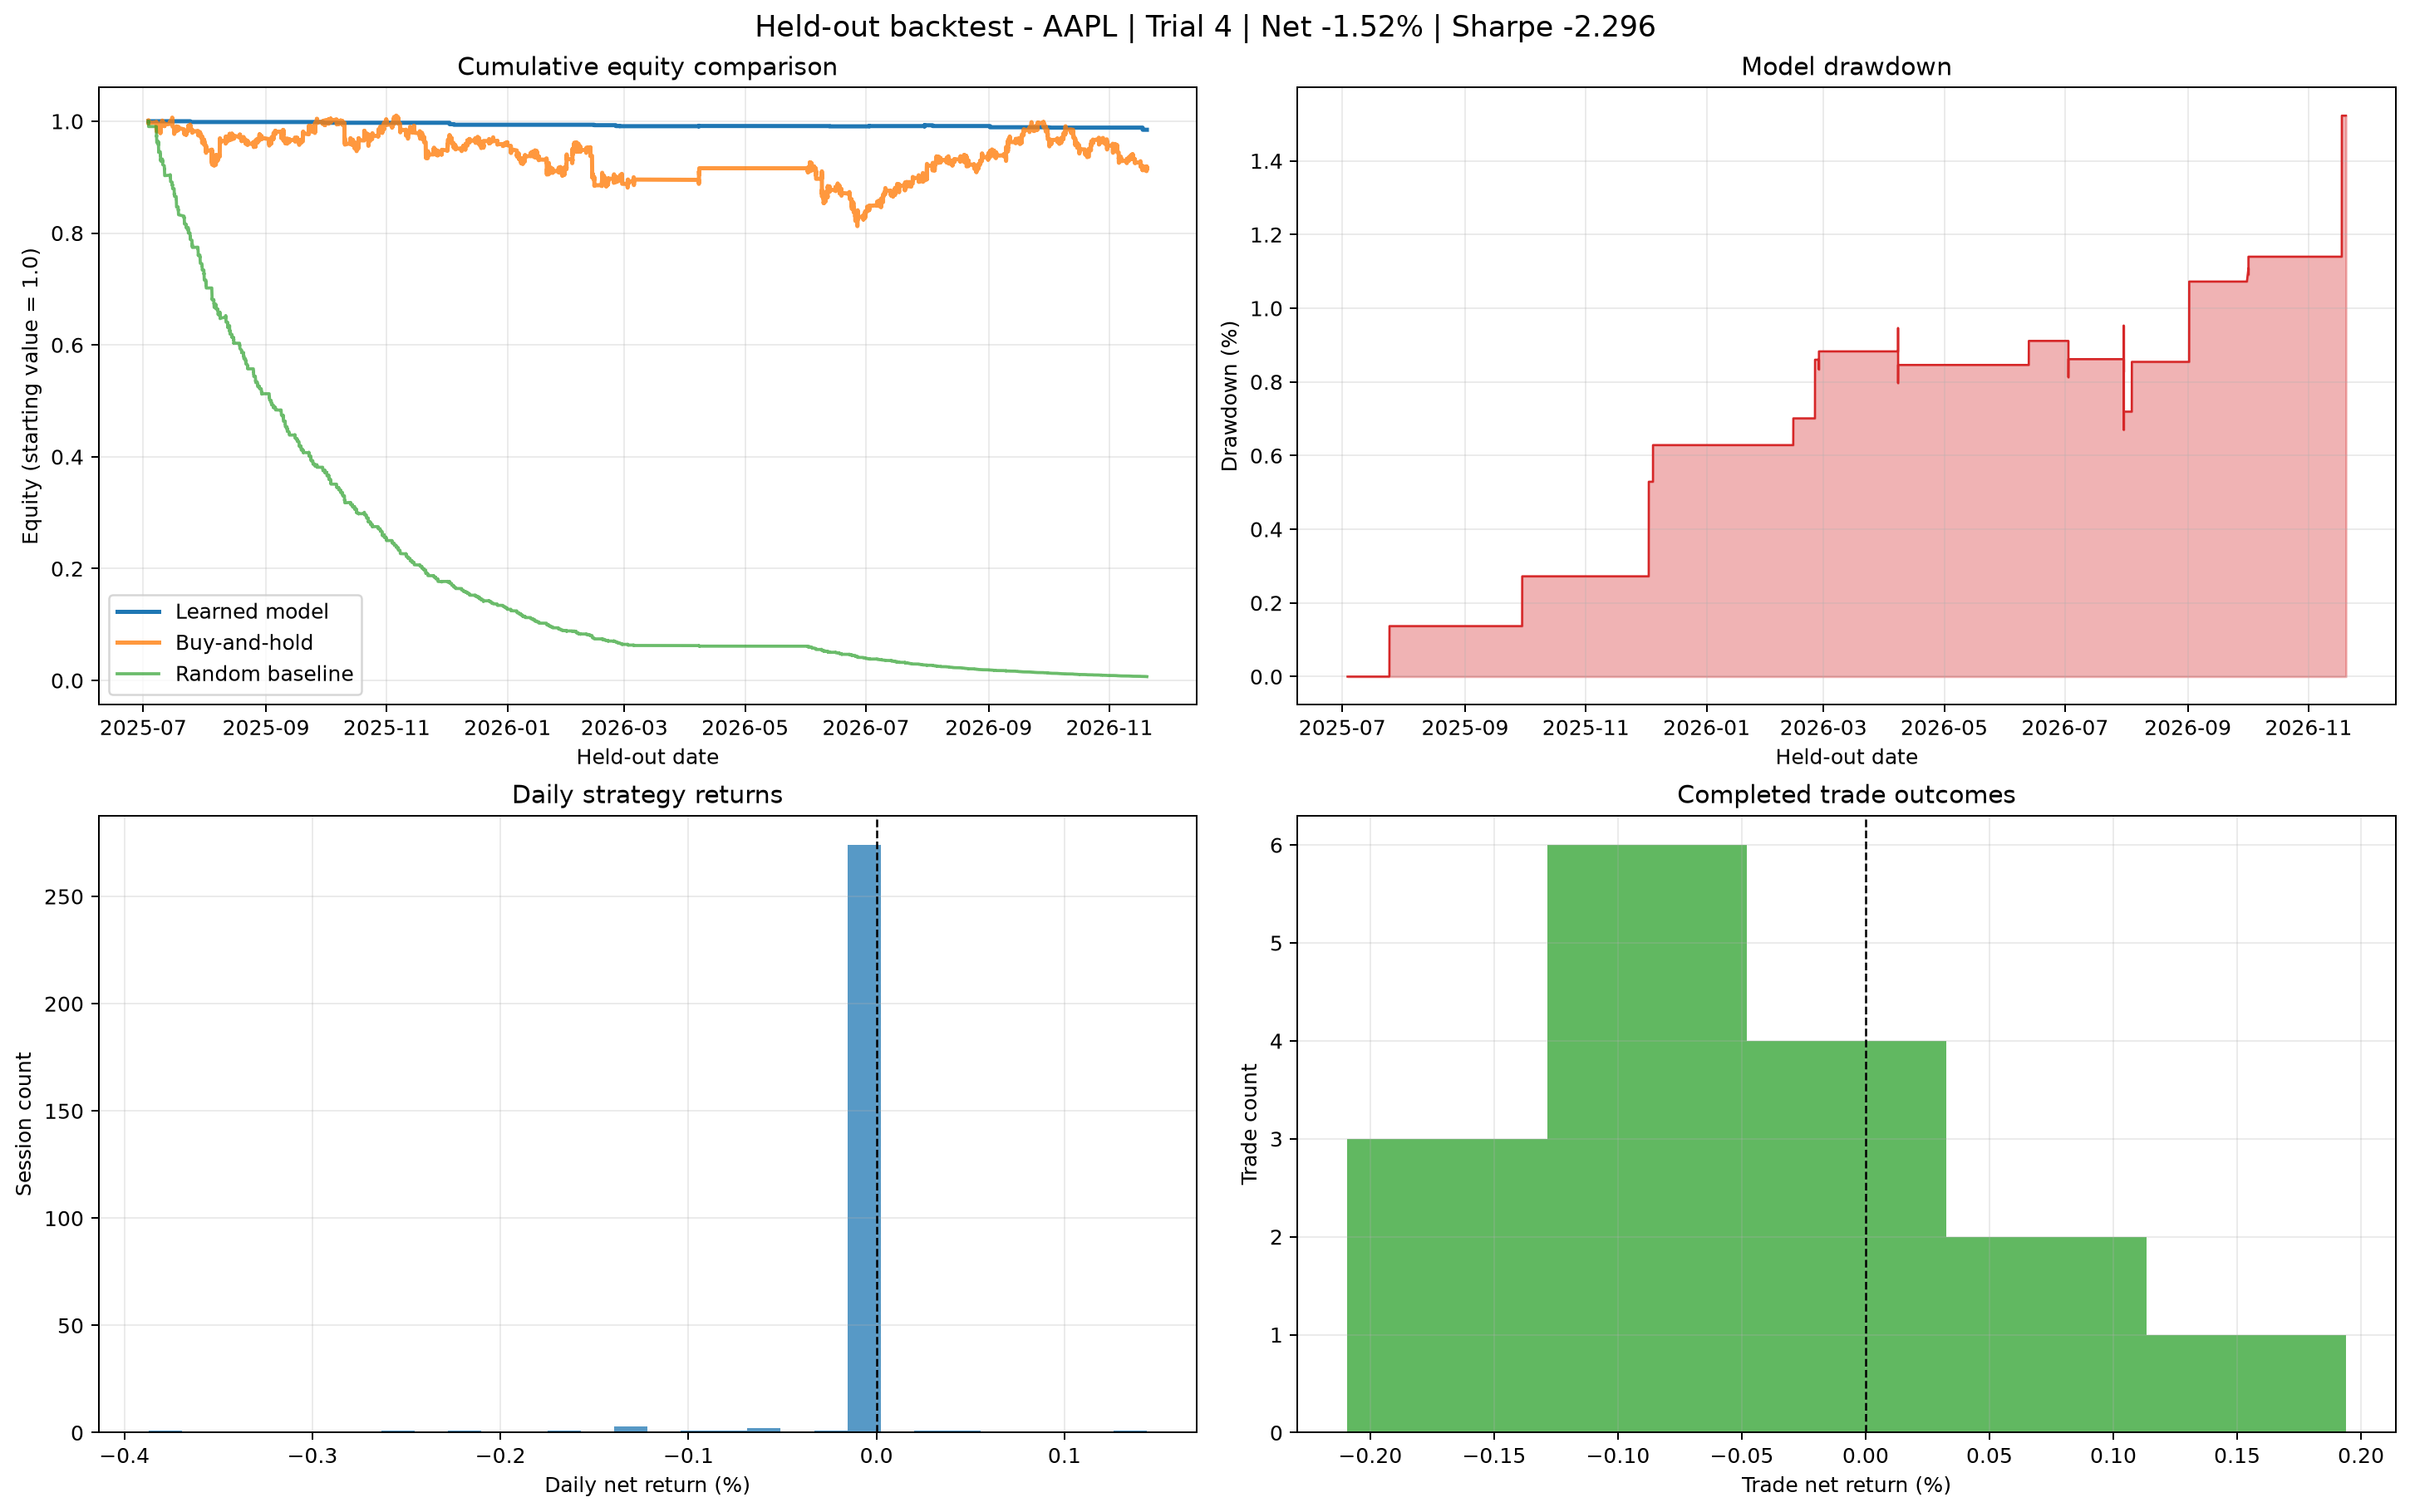 Held-out backtest - AAPL | Trial 4 | Net -1.52% | Sharpe -2.296
Cumulative equity comparison
Equity (starting value = 1.0)
1.0
0.8
0.6
0.4
0.2
0.0
Learned model
Buy-and-hold
Random baseline
2025-07 2025-09 2025-11 2026-01 2026-03 2026-05 2026-07 2026-09 2026-11
Held-out date
Model drawdown
Drawdown (%)
1.4
1.2
1.0
0.8
0.6
0.4
0.2
0.0
2025-07 2025-09 2025-11 2026-01 2026-03 2026-05 2026-07 2026-09 2026-11
Held-out date
Daily strategy returns
Session count
250
200
150
100
50
0
−0.4 −0.3 −0.2 −0.1 0.0 0.1
Daily net return (%)
Completed trade outcomes
Trade count
6
5
4
3
2
1
0
−0.20 −0.15 −0.10 −0.05 0.00 0.05 0.10 0.15 0.20
Trade net return (%)